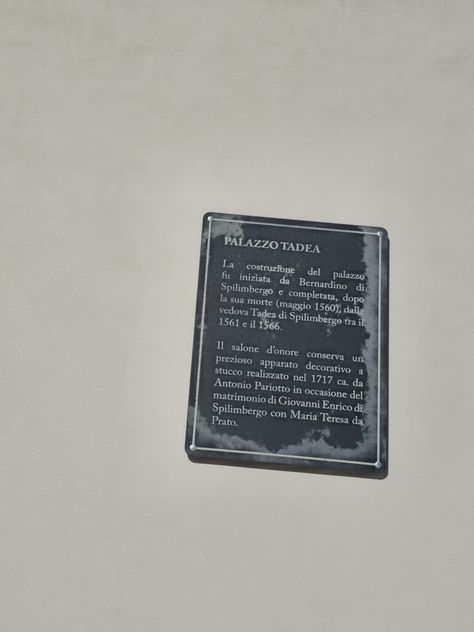 PALAZZO TADEA
La costruzione del palazzo
fu iniziata da Bernardino di
Spilimbergo e completata, dopo
la sua morte (maggio 1560), dalla
vedova Tadea di Spilimbergo tra il
1561 e il 1566.
Il salone d'onore conserva un
prezioso apparato decorativo a
stucco realizzato nel 1717 ca. da
Antonio Pariotto in occasione del
matrimonio di Giovanni Enrico di
Spilimbergo con Maria Teresa da
Prato.